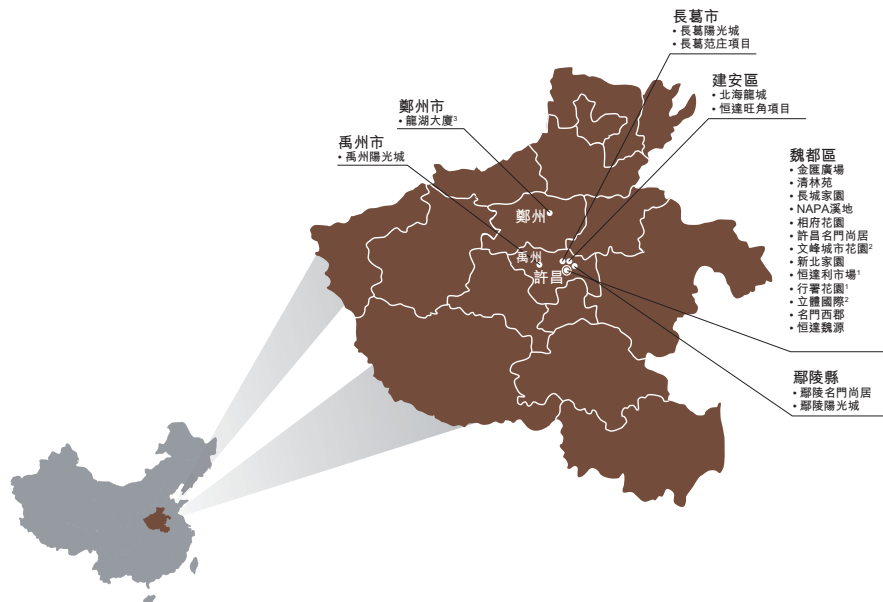 長葛市
• 長葛陽光城
• 長葛范庄項目
建安區
• 北海龍城
• 恒達旺角項目
鄭州市
• 龍湖大廈³
禹州市
• 禹州陽光城
魏都區
• 金匯廣場
• 清林苑
• 長城家園
• NAPA溪地
• 相府花園
• 許昌名門尚居
• 文峰城市花園²
• 新北家園
• 恒達利市場¹
• 行署花園¹
• 立體國際²
• 名門西郡
• 恒達魏源
鄭州
禹州
許昌
鄢陵縣
• 鄢陵名門尚居
• 鄢陵陽光城